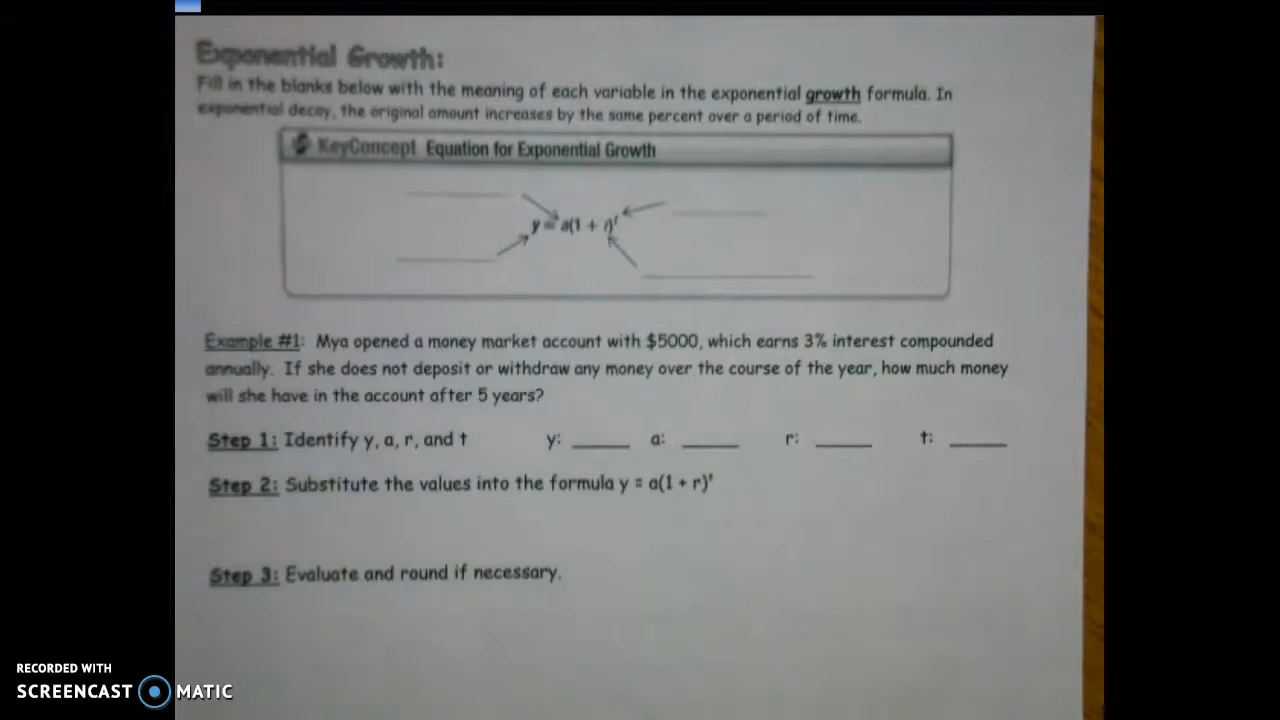 Exponential Growth:
Fill in the blanks below with the meaning of each variable in the exponential growth formula. In
exponential decay, the original amount increases by the same percent over a period of time.
KeyConcept Equation for Exponential Growth
y = a(1 + r)ᵗ
Example #1: Mya opened a money market account with $5000, which earns 3% interest compounded
annually. If she does not deposit or withdraw any money over the course of the year, how much money
will she have in the account after 5 years?
Step 1: Identify y, a, r, and t y: ______ a: ______ r: ______ t: ______
Step 2: Substitute the values into the formula y = a(1 + r)ᵗ
Step 3: Evaluate and round if necessary.
RECORDED WITH
SCREENCAST MATIC